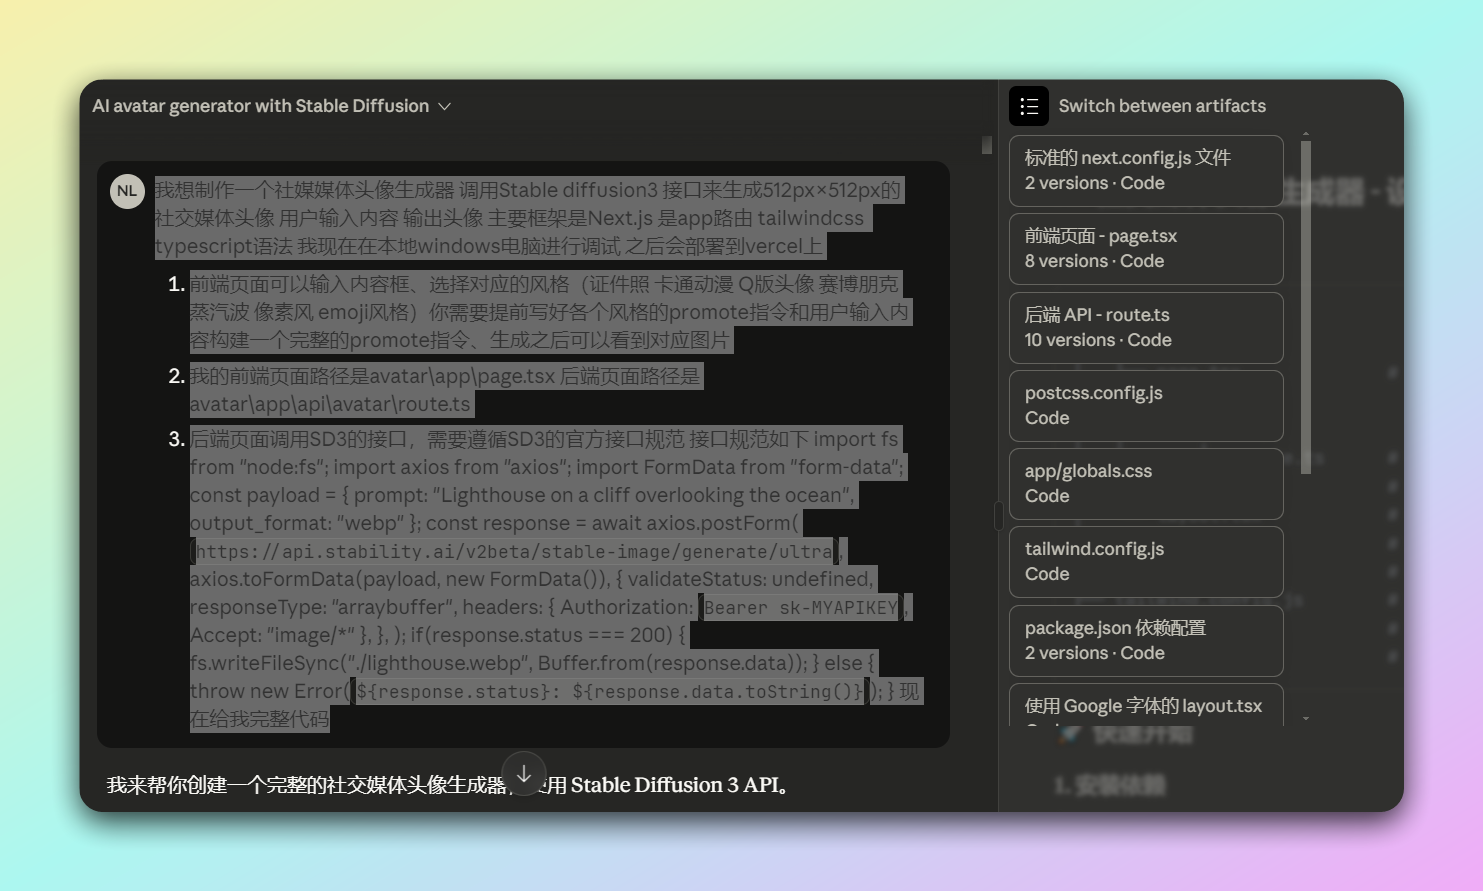 AI avatar generator with Stable Diffusion
NL
我想制作一个社媒媒体头像生成器 调用Stable diffusion3 接口来生成512px×512px的
社交媒体头像 用户输入内容 输出头像 主要框架是Next.js 是app路由 tailwindcss
typescript语法 我现在在本地windows电脑进行调试 之后会部署到vercel上
1. 前端页面可以输入内容框、选择对应的风格（证件照 卡通动漫 Q版头像 赛博朋克
蒸汽波 像素风 emoji风格）你需要提前写好各个风格的promote指令和用户输入内
容构建一个完整的promote指令、生成之后可以看到对应图片
2. 我的前端页面路径是avatar\app\page.tsx 后端页面路径是
avatar\app\api\avatar\route.ts
3. 后端页面调用SD3的接口，需要遵循SD3的官方接口规范 接口规范如下 import fs
from "node:fs"; import axios from "axios"; import FormData from "form-data";
const payload = { prompt: "Lighthouse on a cliff overlooking the ocean",
output_format: "webp" }; const response = await axios.postForm(
https://api.stability.ai/v2beta/stable-image/generate/ultra,
axios.toFormData(payload, new FormData()), { validateStatus: undefined,
responseType: "arraybuffer", headers: { Authorization: Bearer sk-MYAPIKEY,
Accept: "image/*" }, }, ); if(response.status === 200) {
fs.writeFileSync("./lighthouse.webp", Buffer.from(response.data)); } else {
throw new Error(${response.status}: ${response.data.toString()}); } 现
在给我完整代码
我来帮你创建一个完整的社交媒体头像生成器，用 Stable Diffusion 3 API。
Switch between artifacts
标准的 next.config.js 文件
2 versions · Code
前端页面 - page.tsx
8 versions · Code
后端 API - route.ts
10 versions · Code
postcss.config.js
Code
app/globals.css
Code
tailwind.config.js
Code
package.json 依赖配置
2 versions · Code
使用 Google 字体的 layout.tsx
生成器 - 设
快速开始
1. 安装依赖